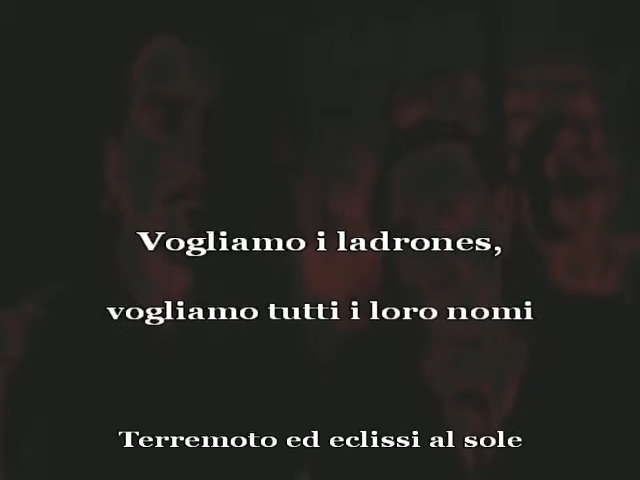 Vogliamo i ladrones,
vogliamo tutti i loro nomi
Terremoto ed eclissi al sole